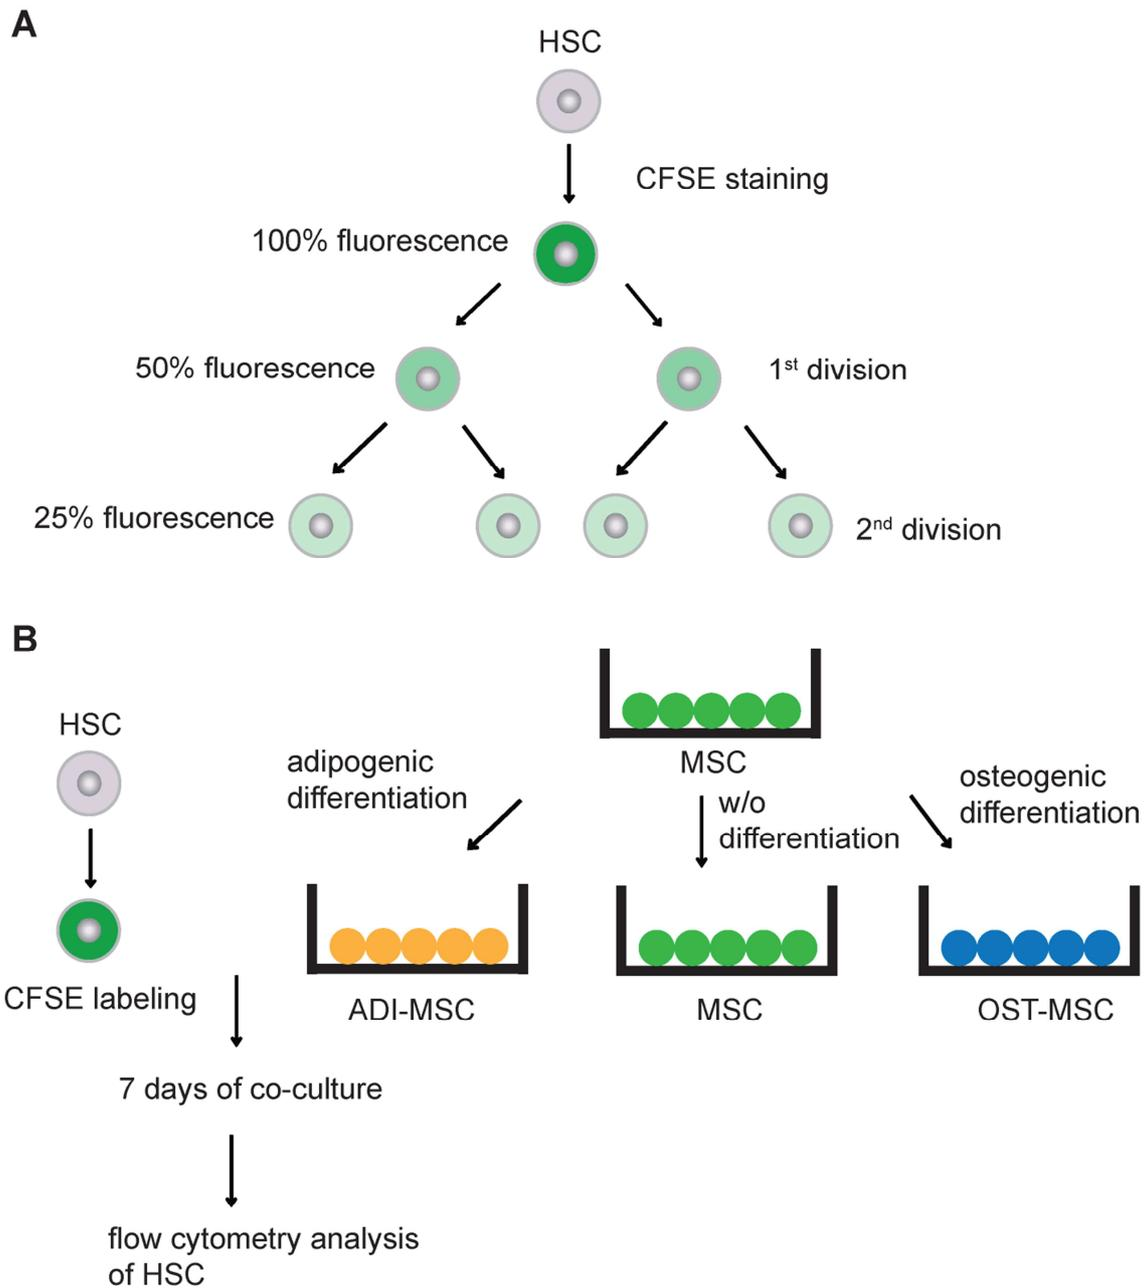 A
HSC
CFSE staining
100% fluorescence
50% fluorescence
1st division
25% fluorescence
2nd division
B
HSC
MSC
adipogenic
differentiation
w/o
differentiation
osteogenic
differentiation
CFSE labeling
ADI-MSC
MSC
OST-MSC
7 days of co-culture
flow cytometry analysis
of HSC